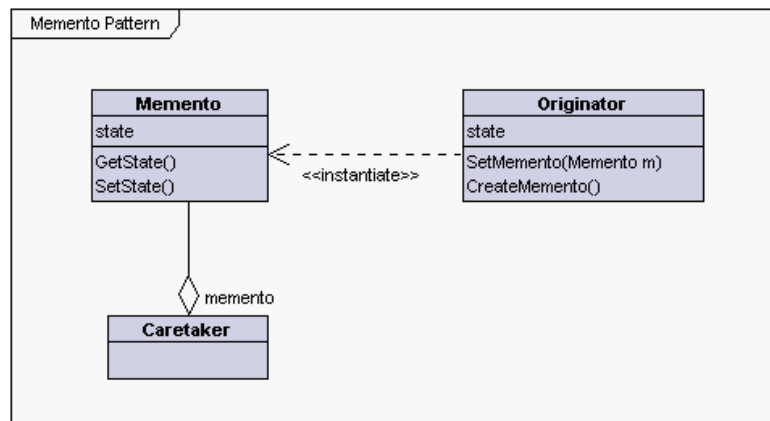 Memento Pattern
Memento
state
GetState()
SetState()
Originator
state
SetMemento(Memento m)
CreateMemento()
<<instantiate>>
memento
Caretaker